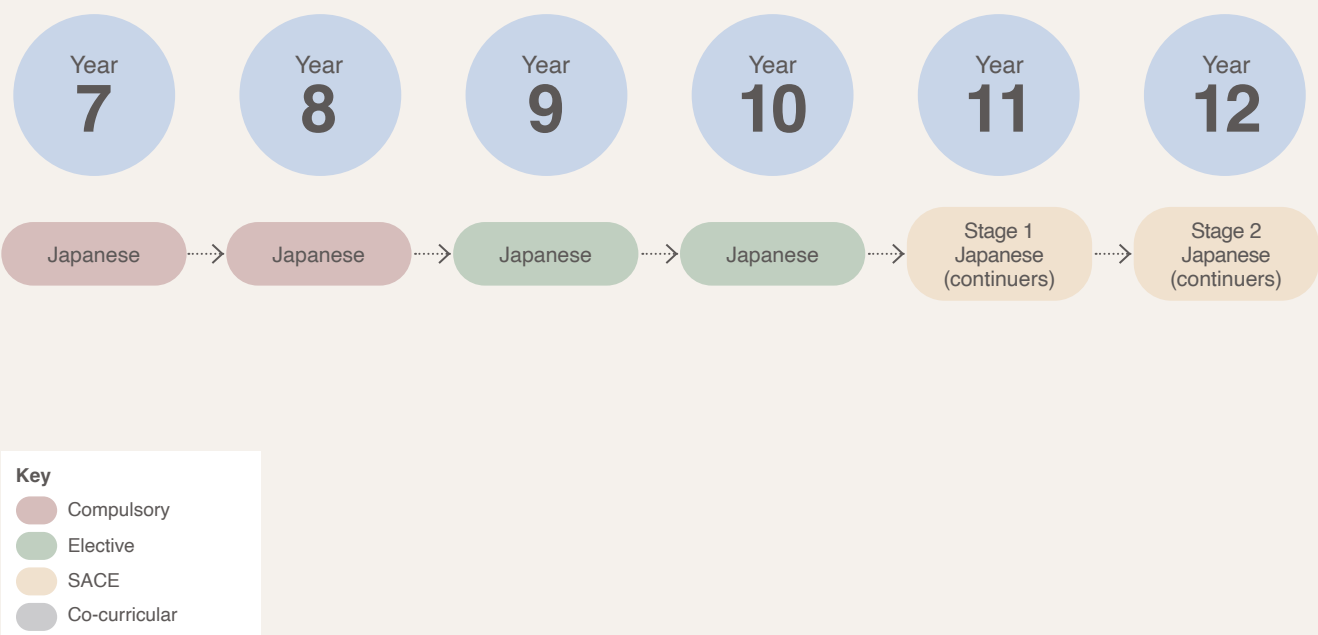 Year
7
Year
8
Year
9
Year
10
Year
11
Year
12
Japanese
Japanese
Japanese
Japanese
Stage 1
Japanese
(continuers)
Stage 2
Japanese
(continuers)
Key
Compulsory
Elective
SACE
Co-curricular